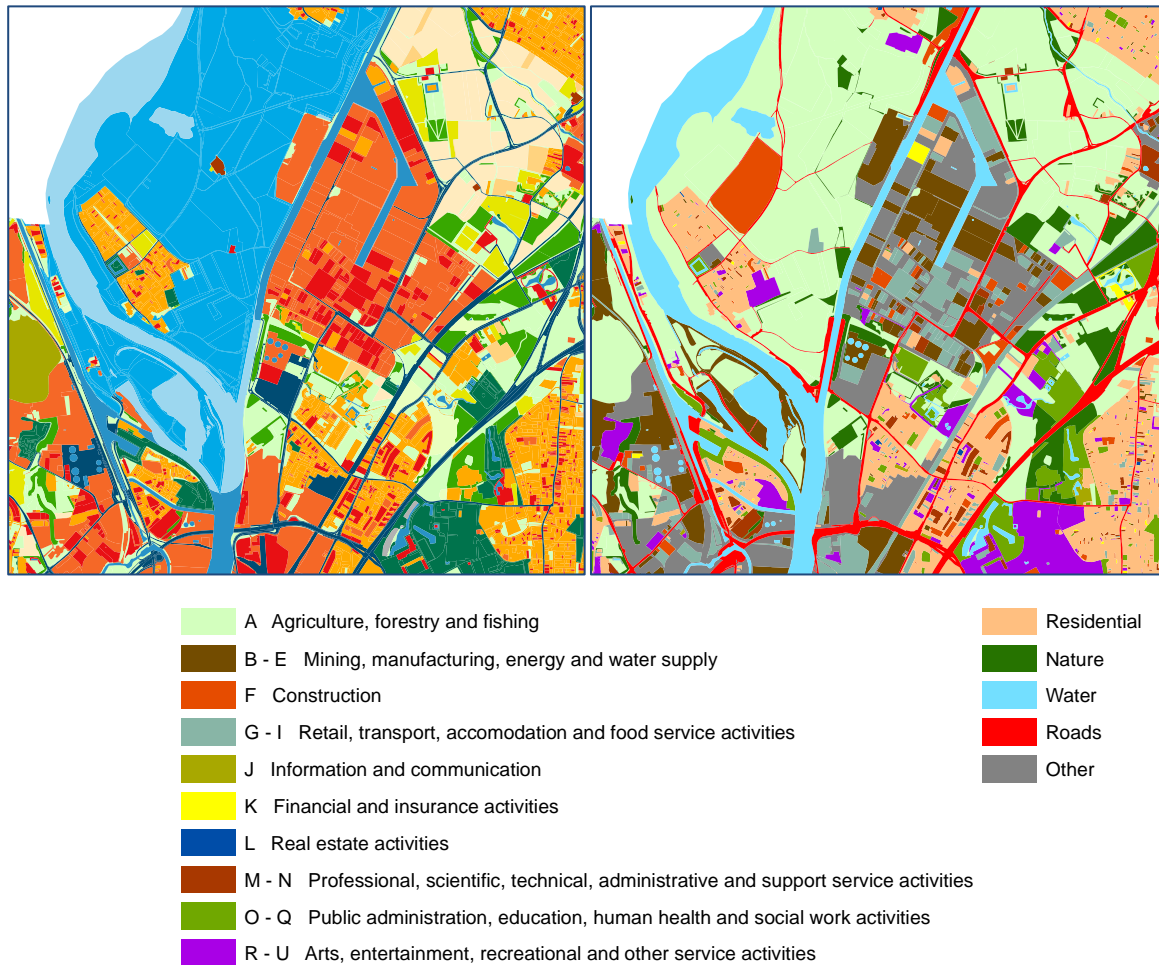 A Agriculture, forestry and fishing
B - E Mining, manufacturing, energy and water supply
F Construction
G - I Retail, transport, accomodation and food service activities
J Information and communication
K Financial and insurance activities
L Real estate activities
M - N Professional, scientific, technical, administrative and support service activities
O - Q Public administration, education, human health and social work activities
R - U Arts, entertainment, recreational and other service activities
Residential
Nature
Water
Roads
Other